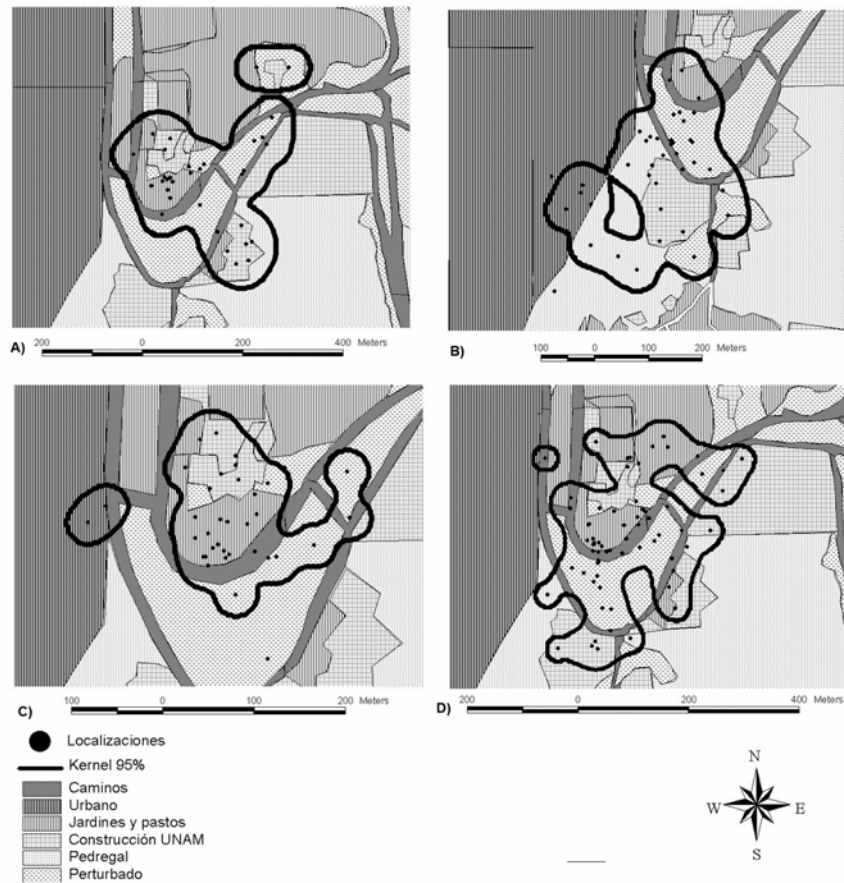 A)
200 0 200 400 Meters
B)
100 0 100 200 Meters
C)
100 0 100 200 Meters
D)
200 0 200 400 Meters
Localizaciones
Kernel 95%
Caminos
Urbano
Jardines y pastos
Construcción UNAM
Pedregal
Perturbado
N
W E
S